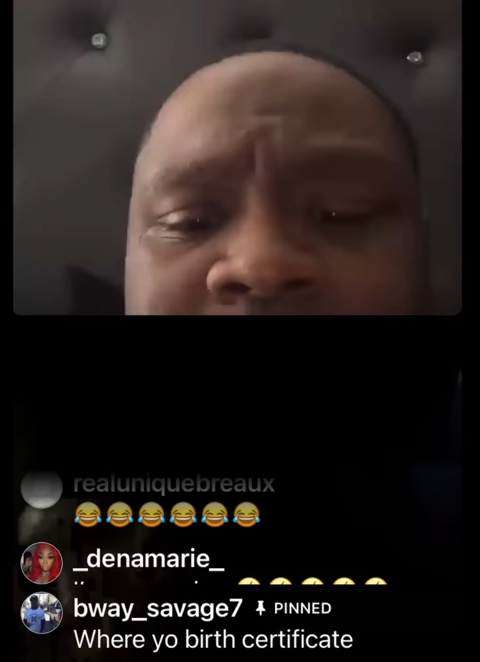 realuniquebreaux
😂😂😂😂😂😂
_denamarie_
bway_savage7 PINNED
Where yo birth certificate